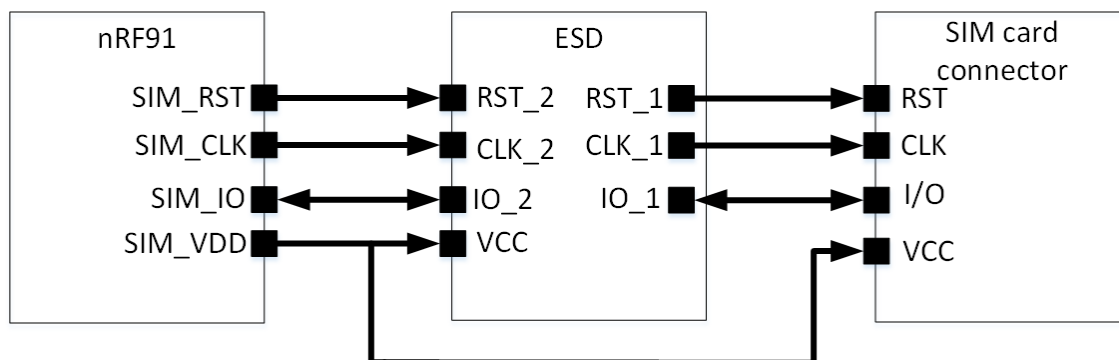 nRF91
SIM_RST
SIM_CLK
SIM_IO
SIM_VDD
ESD
RST_2
CLK_2
IO_2
VCC
RST_1
CLK_1
IO_1
SIM card
connector
RST
CLK
I/O
VCC